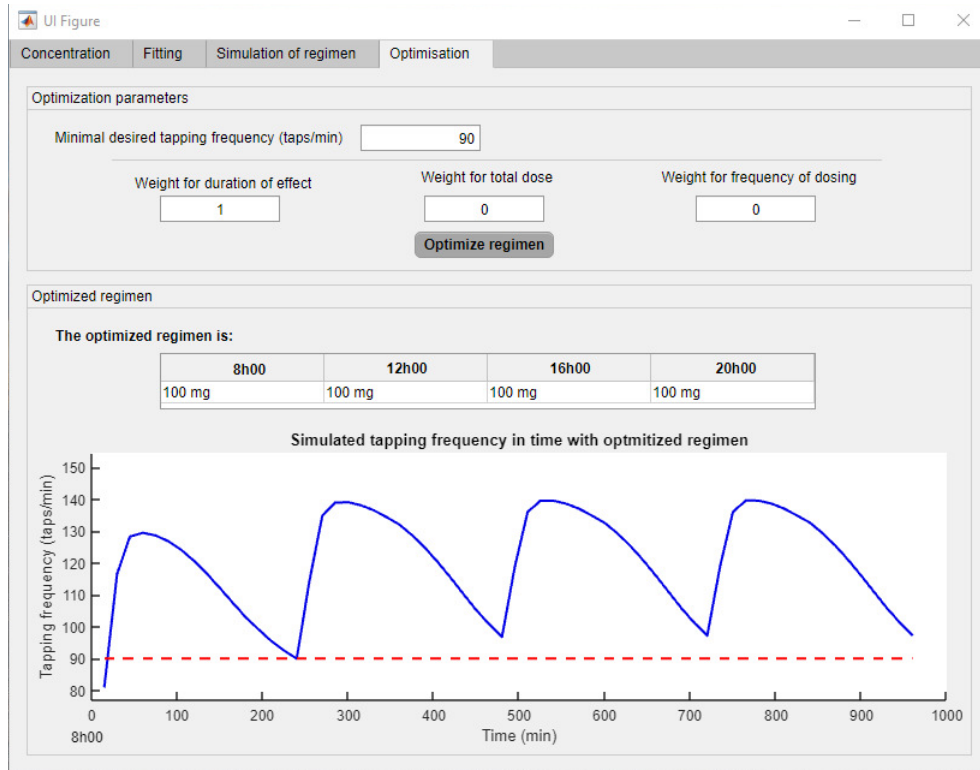 UI Figure
Concentration Fitting Simulation of regimen Optimisation
Optimization parameters
Minimal desired tapping frequency (taps/min) 90
Weight for duration of effect Weight for total dose Weight for frequency of dosing
1 0 0
Optimize regimen
Optimized regimen
The optimized regimen is:
8h00 12h00 16h00 20h00
100 mg 100 mg 100 mg 100 mg
Simulated tapping frequency in time with optmitized regimen
Tapping frequency (taps/min)
150
140
130
120
110
100
90
80
0 100 200 300 400 500 600 700 800 900 1000
8h00
Time (min)